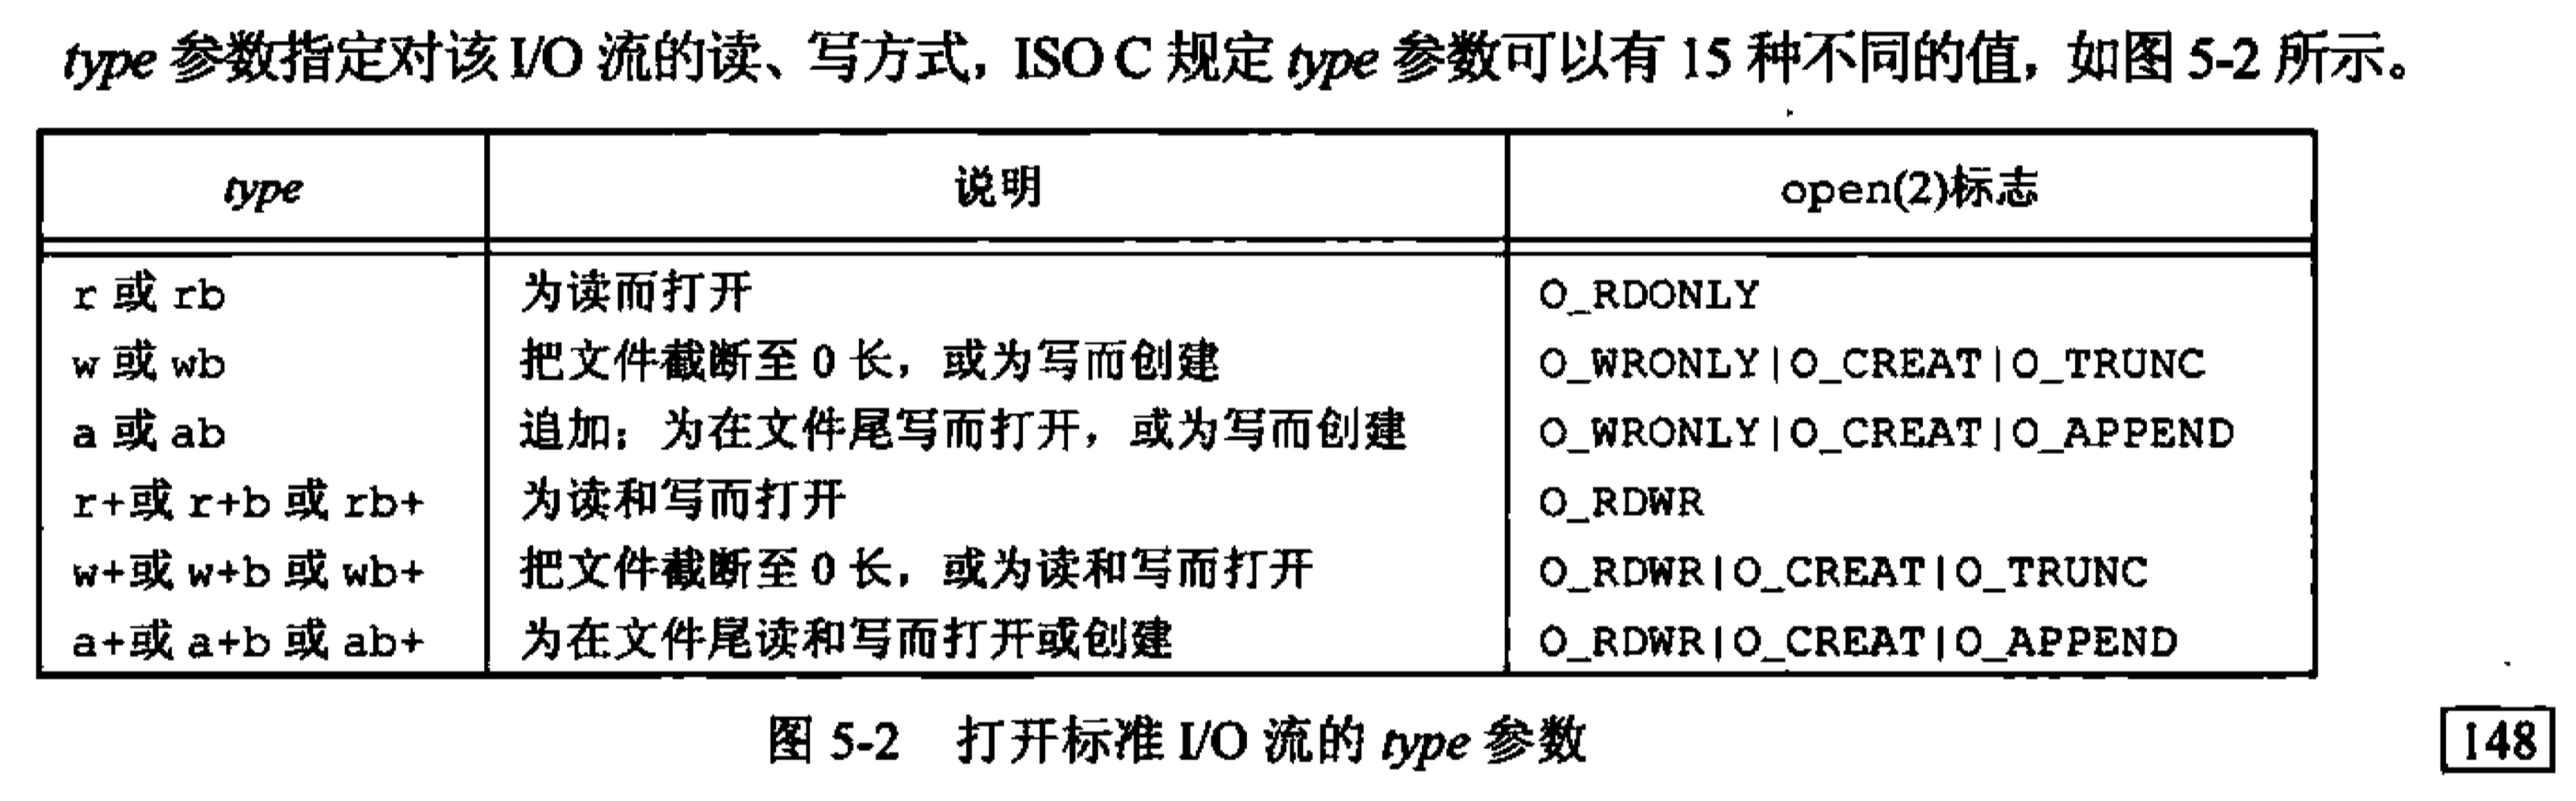 type 参数指定对该 I/O 流的读、写方式，ISO C 规定 type 参数可以有 15 种不同的值，如图 5-2 所示。
type 说明 open(2)标志
r 或 rb 为读而打开 O_RDONLY
w 或 wb 把文件截断至 0 长，或为写而创建 O_WRONLY|O_CREAT|O_TRUNC
a 或 ab 追加；为在文件尾写而打开，或为写而创建 O_WRONLY|O_CREAT|O_APPEND
r+或 r+b 或 rb+ 为读和写而打开 O_RDWR
w+或 w+b 或 wb+ 把文件截断至 0 长，或为读和写而打开 O_RDWR|O_CREAT|O_TRUNC
a+或 a+b 或 ab+ 为在文件尾读和写而打开或创建 O_RDWR|O_CREAT|O_APPEND
图 5-2 打开标准 I/O 流的 type 参数
148